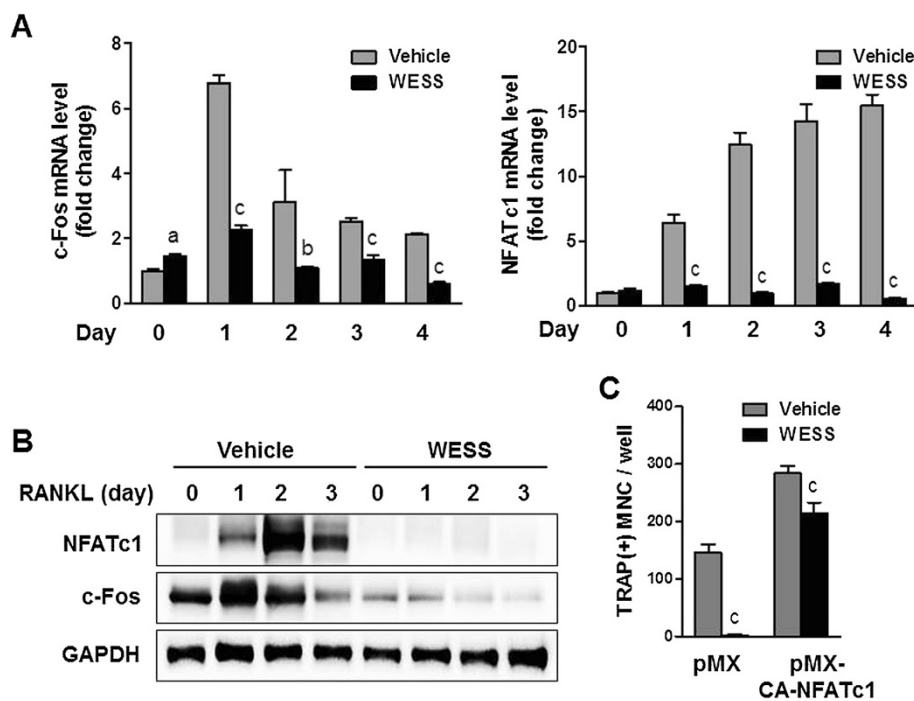 A
c-Fos mRNA level
(fold change)
8
6
4
2
0
Vehicle
WESS
a
c
b
c
c
Day 0 1 2 3 4
NFATc1 mRNA level
(fold change)
20
15
10
5
0
Vehicle
WESS
c
c
c
c
Day 0 1 2 3 4
B
Vehicle WESS
RANKL (day) 0 1 2 3 0 1 2 3
NFATc1
c-Fos
GAPDH
C
TRAP(+) MNC / well
400
300
200
100
0
Vehicle
WESS
c
c
pMX pMX-
CA-NFATc1